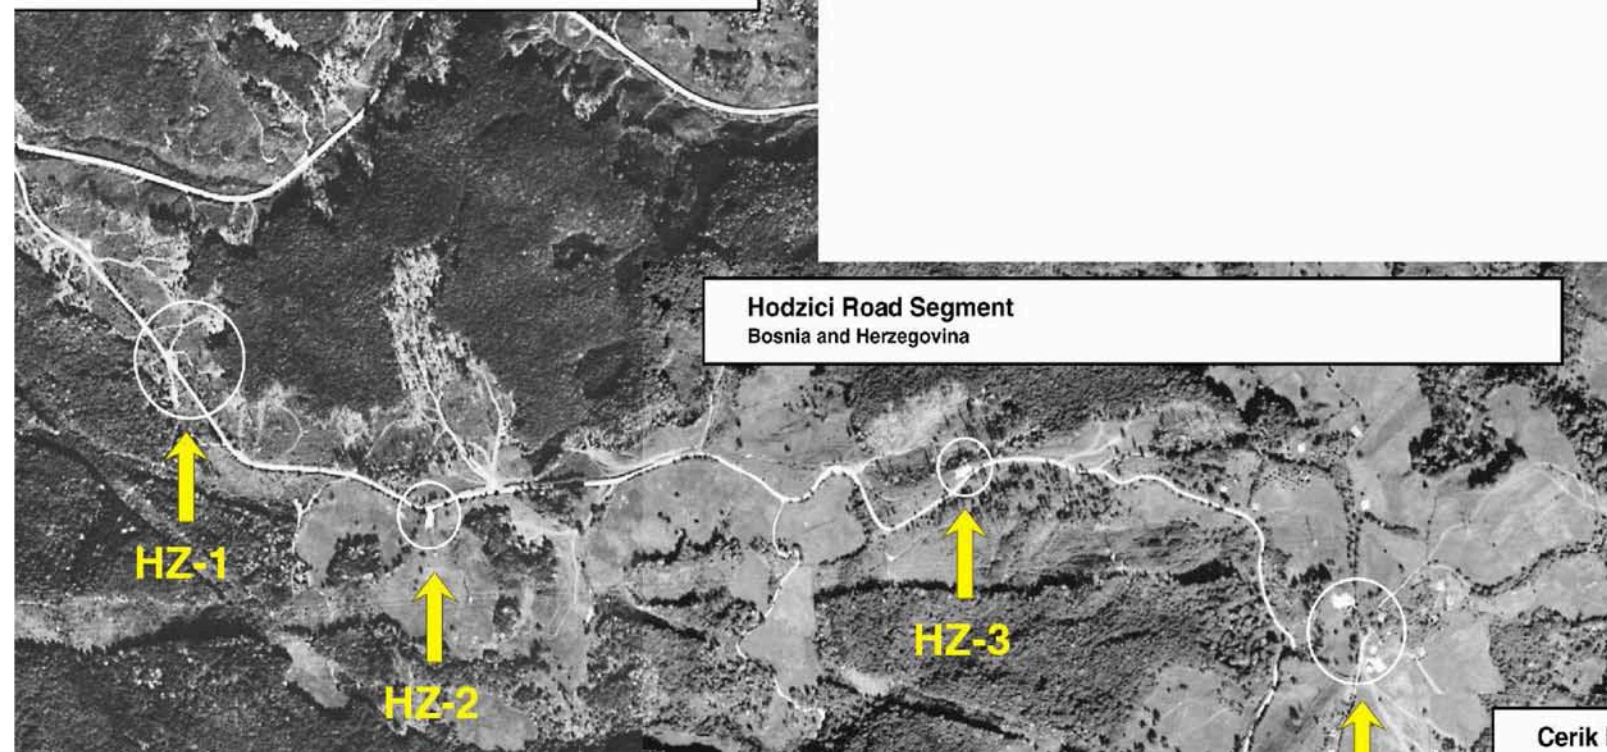 Hodzici Road Segment
Bosnia and Herzegovina
HZ-1
HZ-2
HZ-3
Cerik